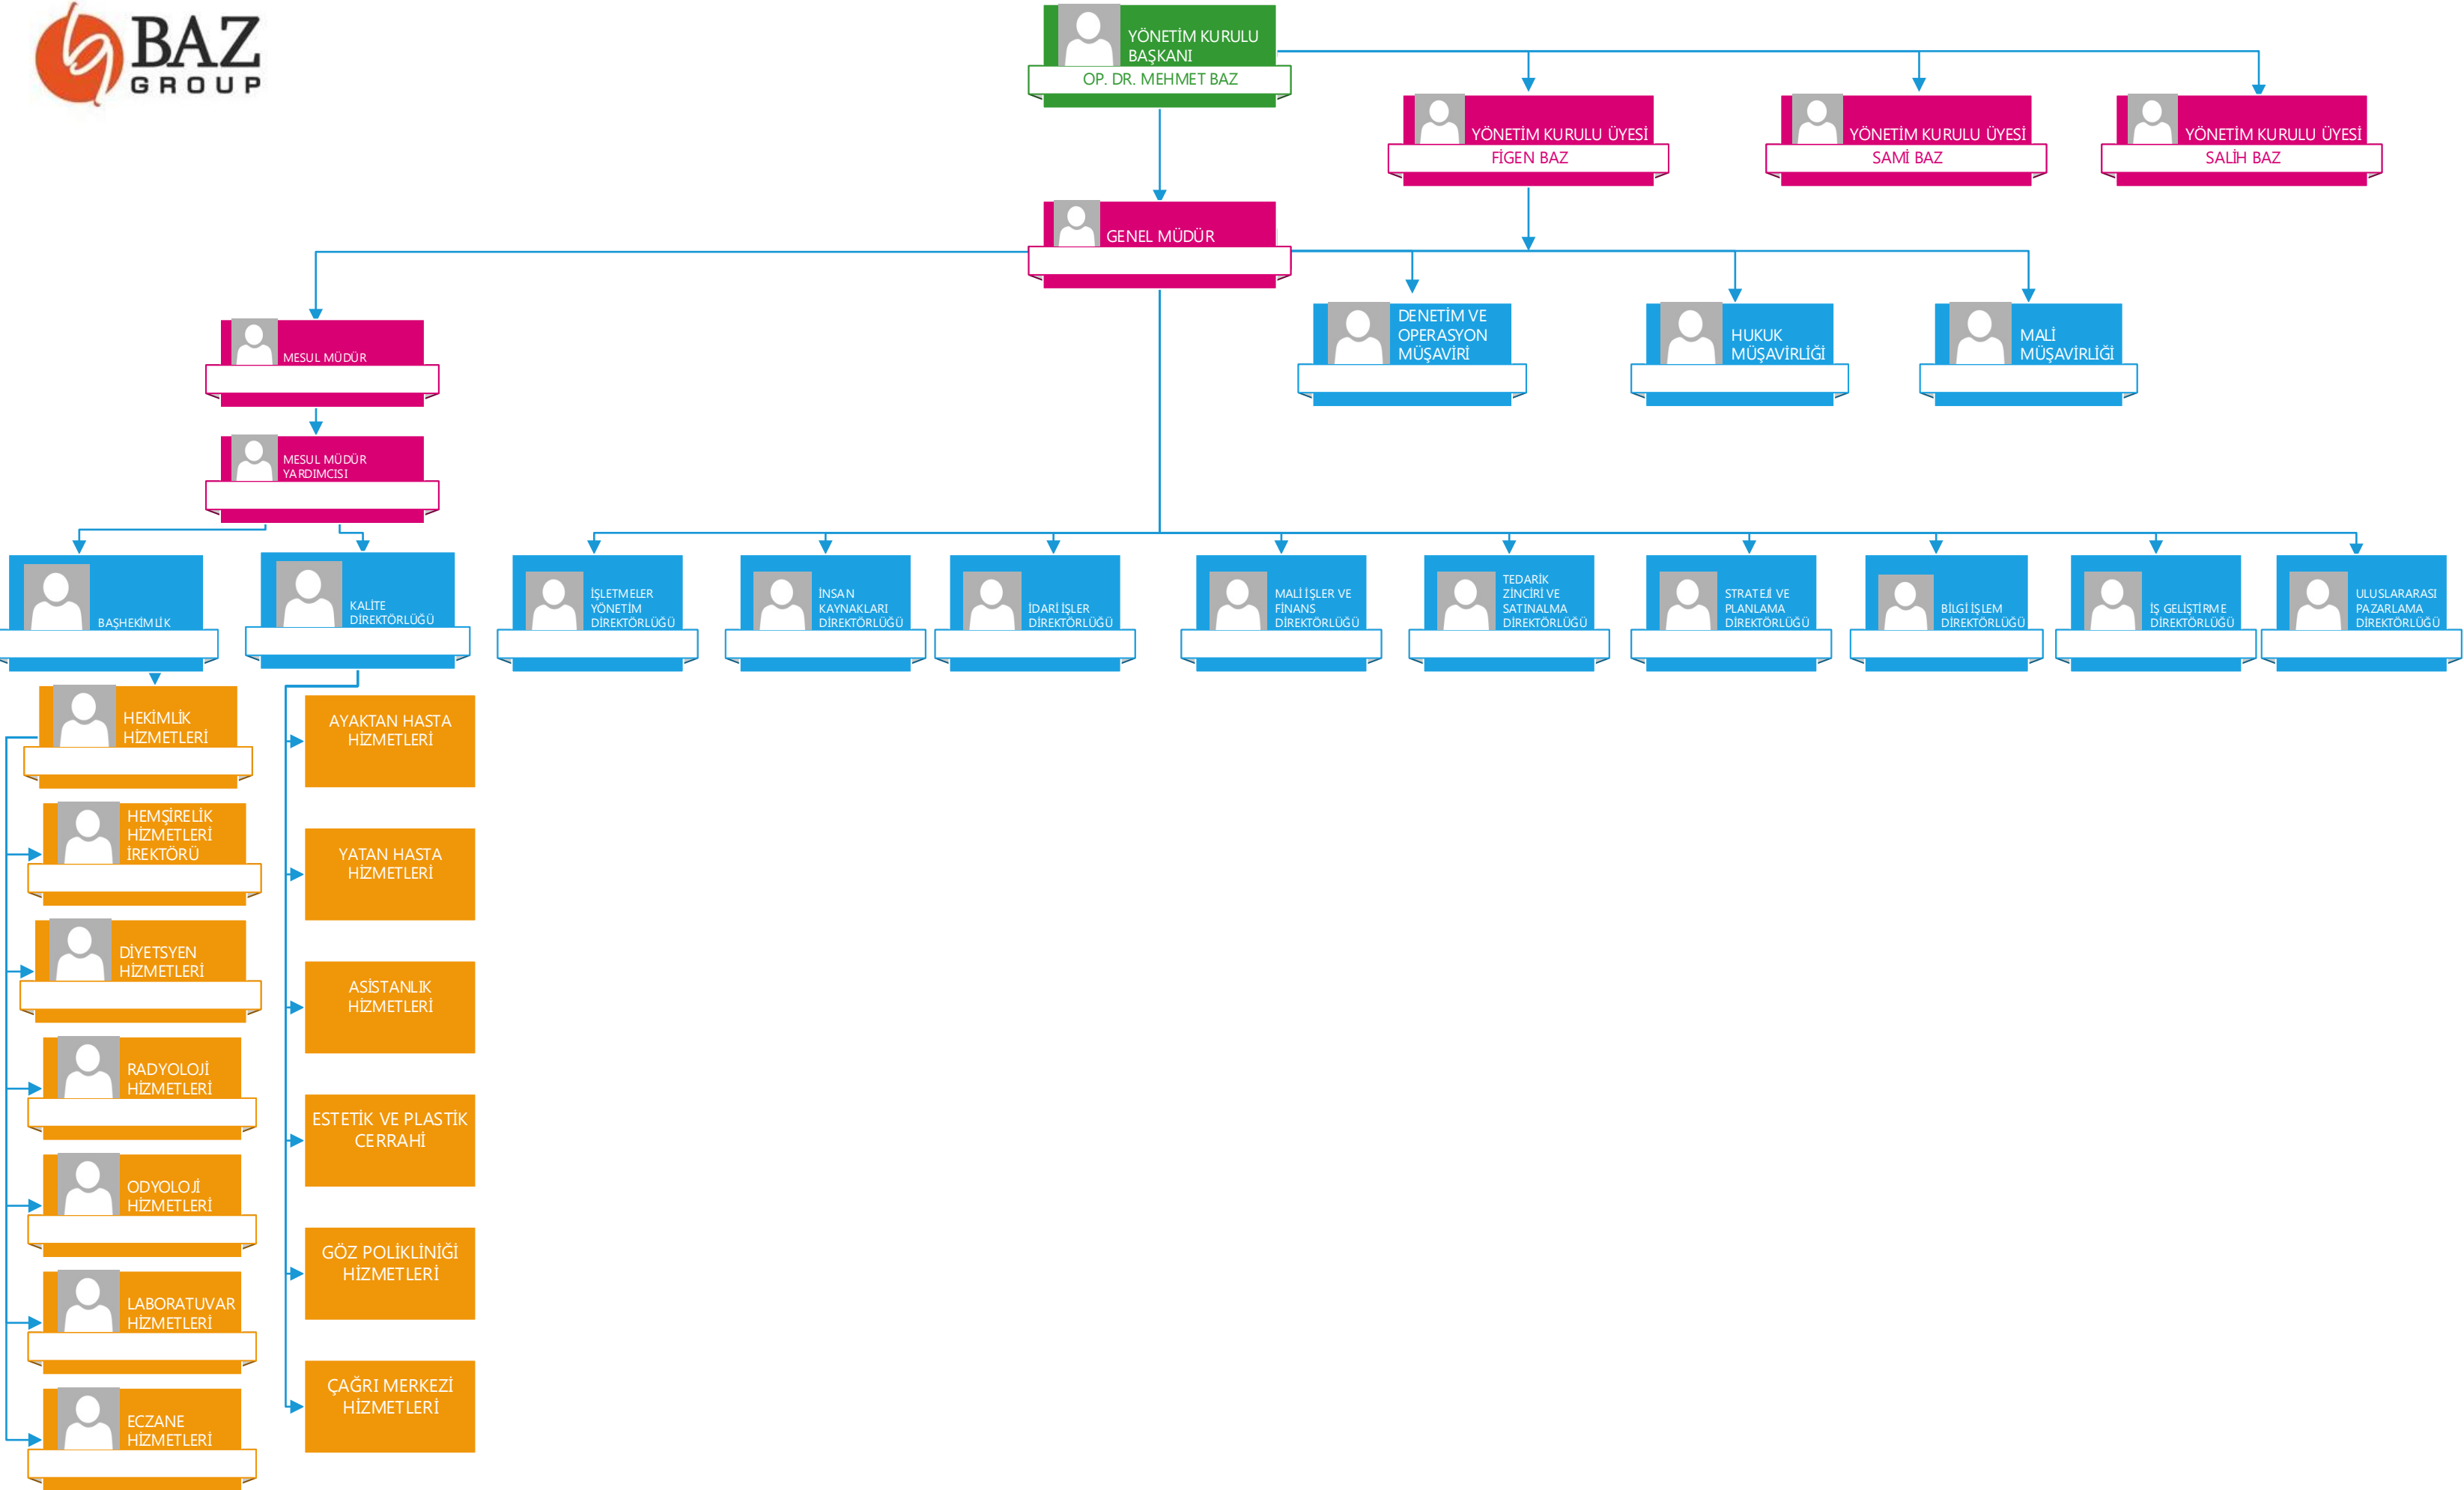 BAZ
GROUP
YÖNETİM KURULU
BAŞKANI
OP. DR. MEHMET BAZ
YÖNETİM KURULU ÜYESİ
FİGEN BAZ
YÖNETİM KURULU ÜYESİ
SAMİ BAZ
YÖNETİM KURULU ÜYESİ
SALİH BAZ
GENEL MÜDÜR
MESUL MÜDÜR
DENETİM VE
OPERASYON
MÜŞAVİRİ
HUKUK
MÜŞAVİRLİĞİ
MALİ
MÜŞAVİRLİĞİ
MESUL MÜDÜR
YARDIMCISI
BAŞHEKİMLİK
KALİTE
DİREKTÖRLÜĞÜ
İŞLETMELER
YÖNETİM
DİREKTÖRLÜĞÜ
İNSAN
KAYNAKLARI
DİREKTÖRLÜĞÜ
İDARİ İŞLER
DİREKTÖRLÜĞÜ
MALİ İŞLER VE
FİNANS
DİREKTÖRLÜĞÜ
TEDARİK
ZİNCİRİ VE
SATINALMA
DİREKTÖRLÜĞÜ
STRATEJİ VE
PLANLAMA
DİREKTÖRLÜĞÜ
BİLGİ İŞLEM
DİREKTÖRLÜĞÜ
İŞ GELİŞTİRME
DİREKTÖRLÜĞÜ
ULUSLARARASI
PAZARLAMA
DİREKTÖRLÜĞÜ
HEKİMLİK
HİZMETLERİ
HEMŞİRELİK
HİZMETLERİ
İREKTÖRÜ
DİYETSYEN
HİZMETLERİ
RADYOLOJİ
HİZMETLERİ
ODYOLOJİ
HİZMETLERİ
LABORATUVAR
HİZMETLERİ
ECZANE
HİZMETLERİ
AYAKTAN HASTA
HİZMETLERİ
YATAN HASTA
HİZMETLERİ
ASİSTANLIK
HİZMETLERİ
ESTETİK VE PLASTİK
CERRAHİ
GÖZ POLİKLİNİĞİ
HİZMETLERİ
ÇAĞRI MERKEZİ
HİZMETLERİ